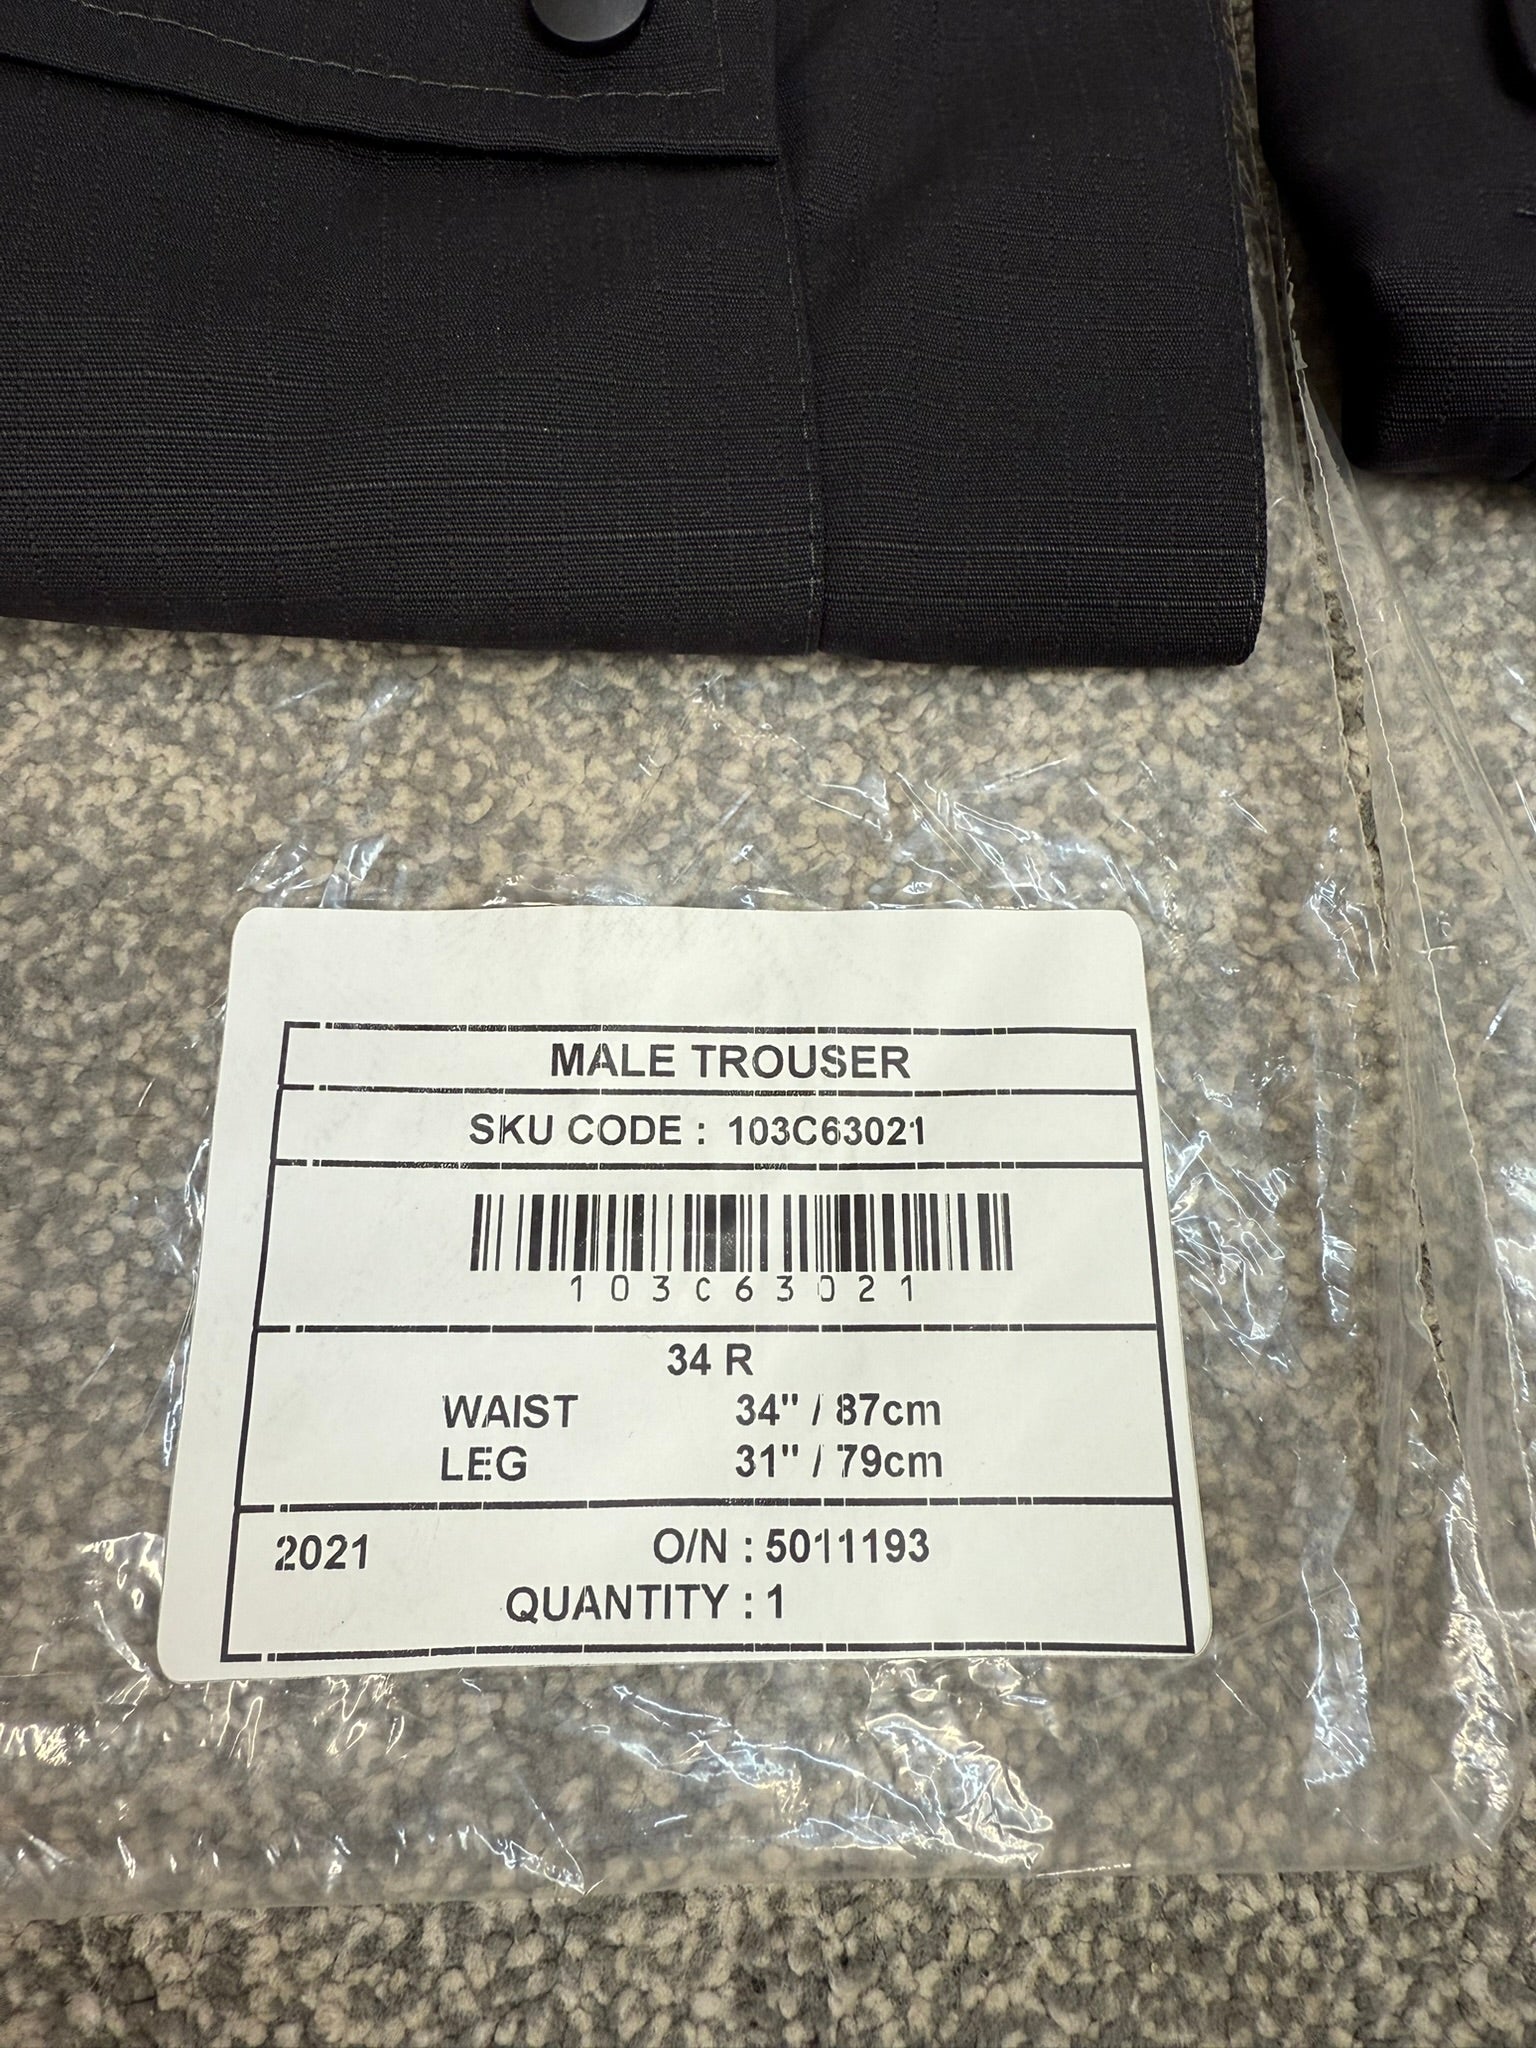 MALE TROUSER
SKU CODE : 103C63021
103C63021
34 R
WAIST 34" / 87cm
LEG 31" / 79cm
2021 O/N : 5011193
QUANTITY : 1